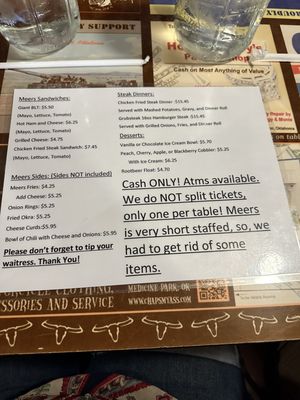 Meers Sandwiches:
Giant BLT: $5.50
(Mayo, Lettuce, Tomato)
Hot Ham and Cheese: $6.25
(Mayo, Lettuce, Tomato)
Grilled Cheese: $4.75
Chicken Fried Steak Sandwich: $7.45
(Mayo, Lettuce, Tomato)
Meers Sides: (Sides NOT included)
Meers Fries: $4.25
Add Cheese: $5.25
Onion Rings: $5.25
Fried Okra: $5.25
Cheese Curds:$5.95
Bowl of Chili with Cheese and Onions: $5.95
Please don't forget to tip your
waitress. Thank You!
Steak Dinners:
Chicken Fried Steak Dinner -$15.45
Served with Mashed Potatoes, Gravy, and Dinner Roll
Grubsteak 16oz Hamburger Steak $15.45
Served with Grilled Onions, Fries, and Dinner Roll
Desserts:
Vanilla or Chocolate Ice Cream Bowl: $5.70
Peach, Cherry, Apple, or Blackberry Cobbler: $5.25
With Ice Cream: $6.25
Rootbeer Float: $4.70
Cash ONLY! Atms available.
We do NOT split tickets,
only one per table! Meers
is very short staffed, so, we
had to get rid of some
items.
SUPPORT
Cash on Most Anything of Value
MOTORCYCLE CLOTHING,
ACCESSORIES AND SERVICE
MEDICINE PARK, OK
WWW.CHAPSMYASS.COM